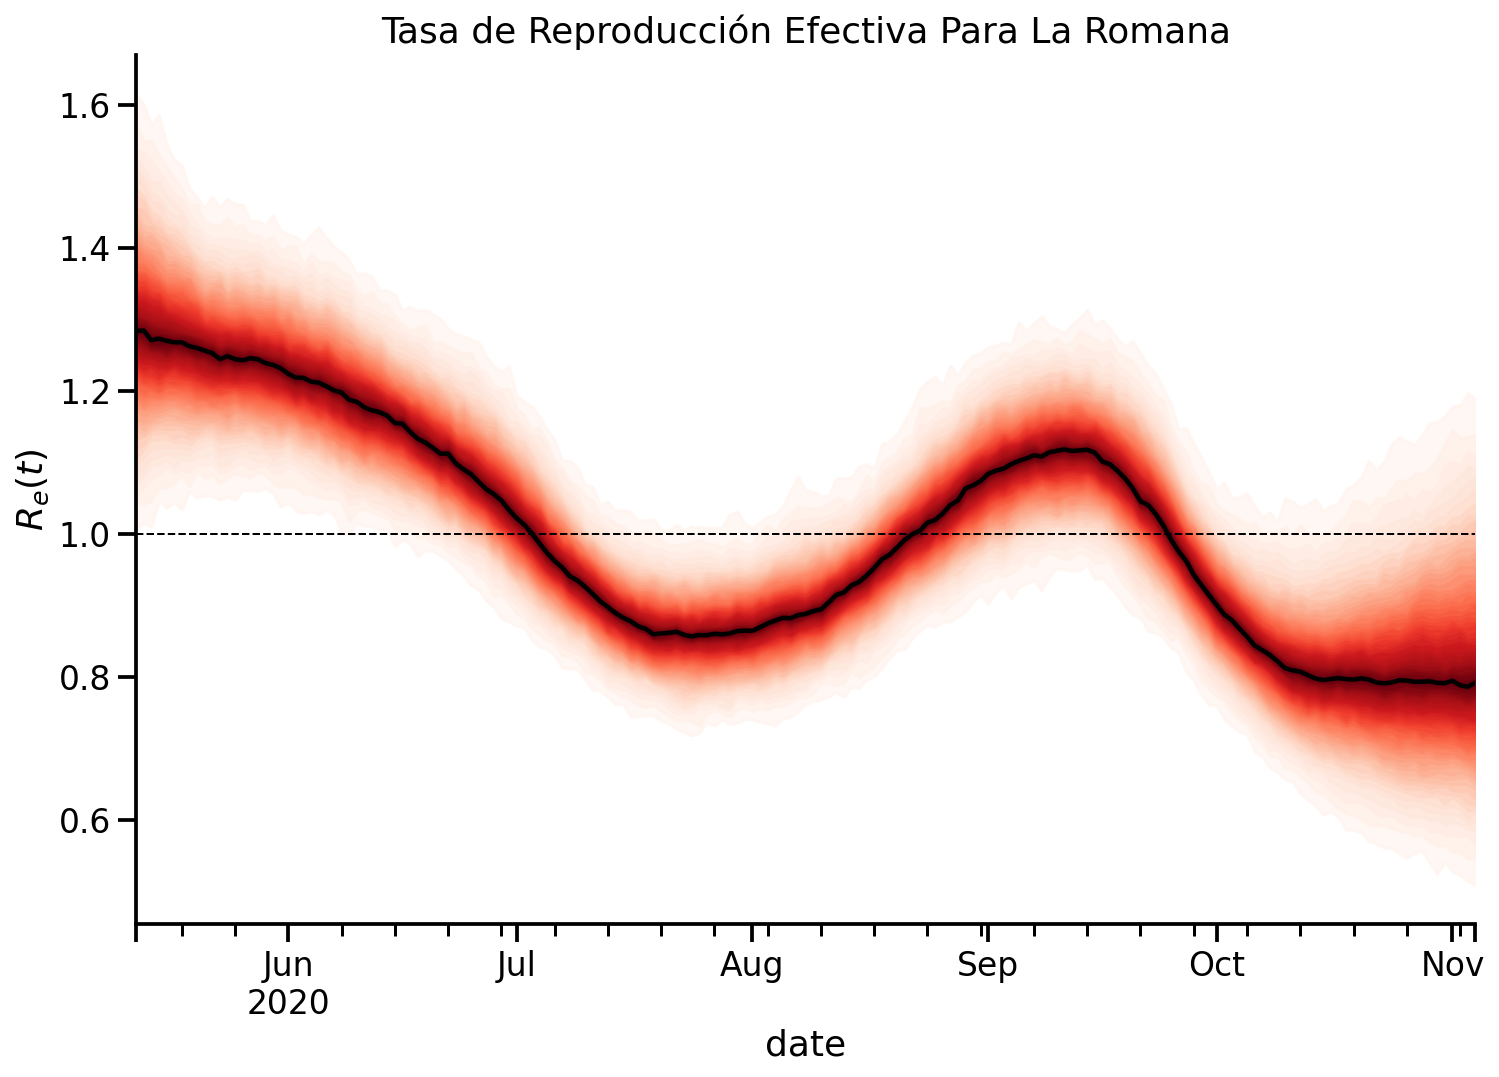 Tasa de Reproducción Efectiva Para La Romana
1.6
1.4
1.2
1.0
0.8
0.6
Re(t)
Jun Jul Aug Sep Oct Nov
2020
date